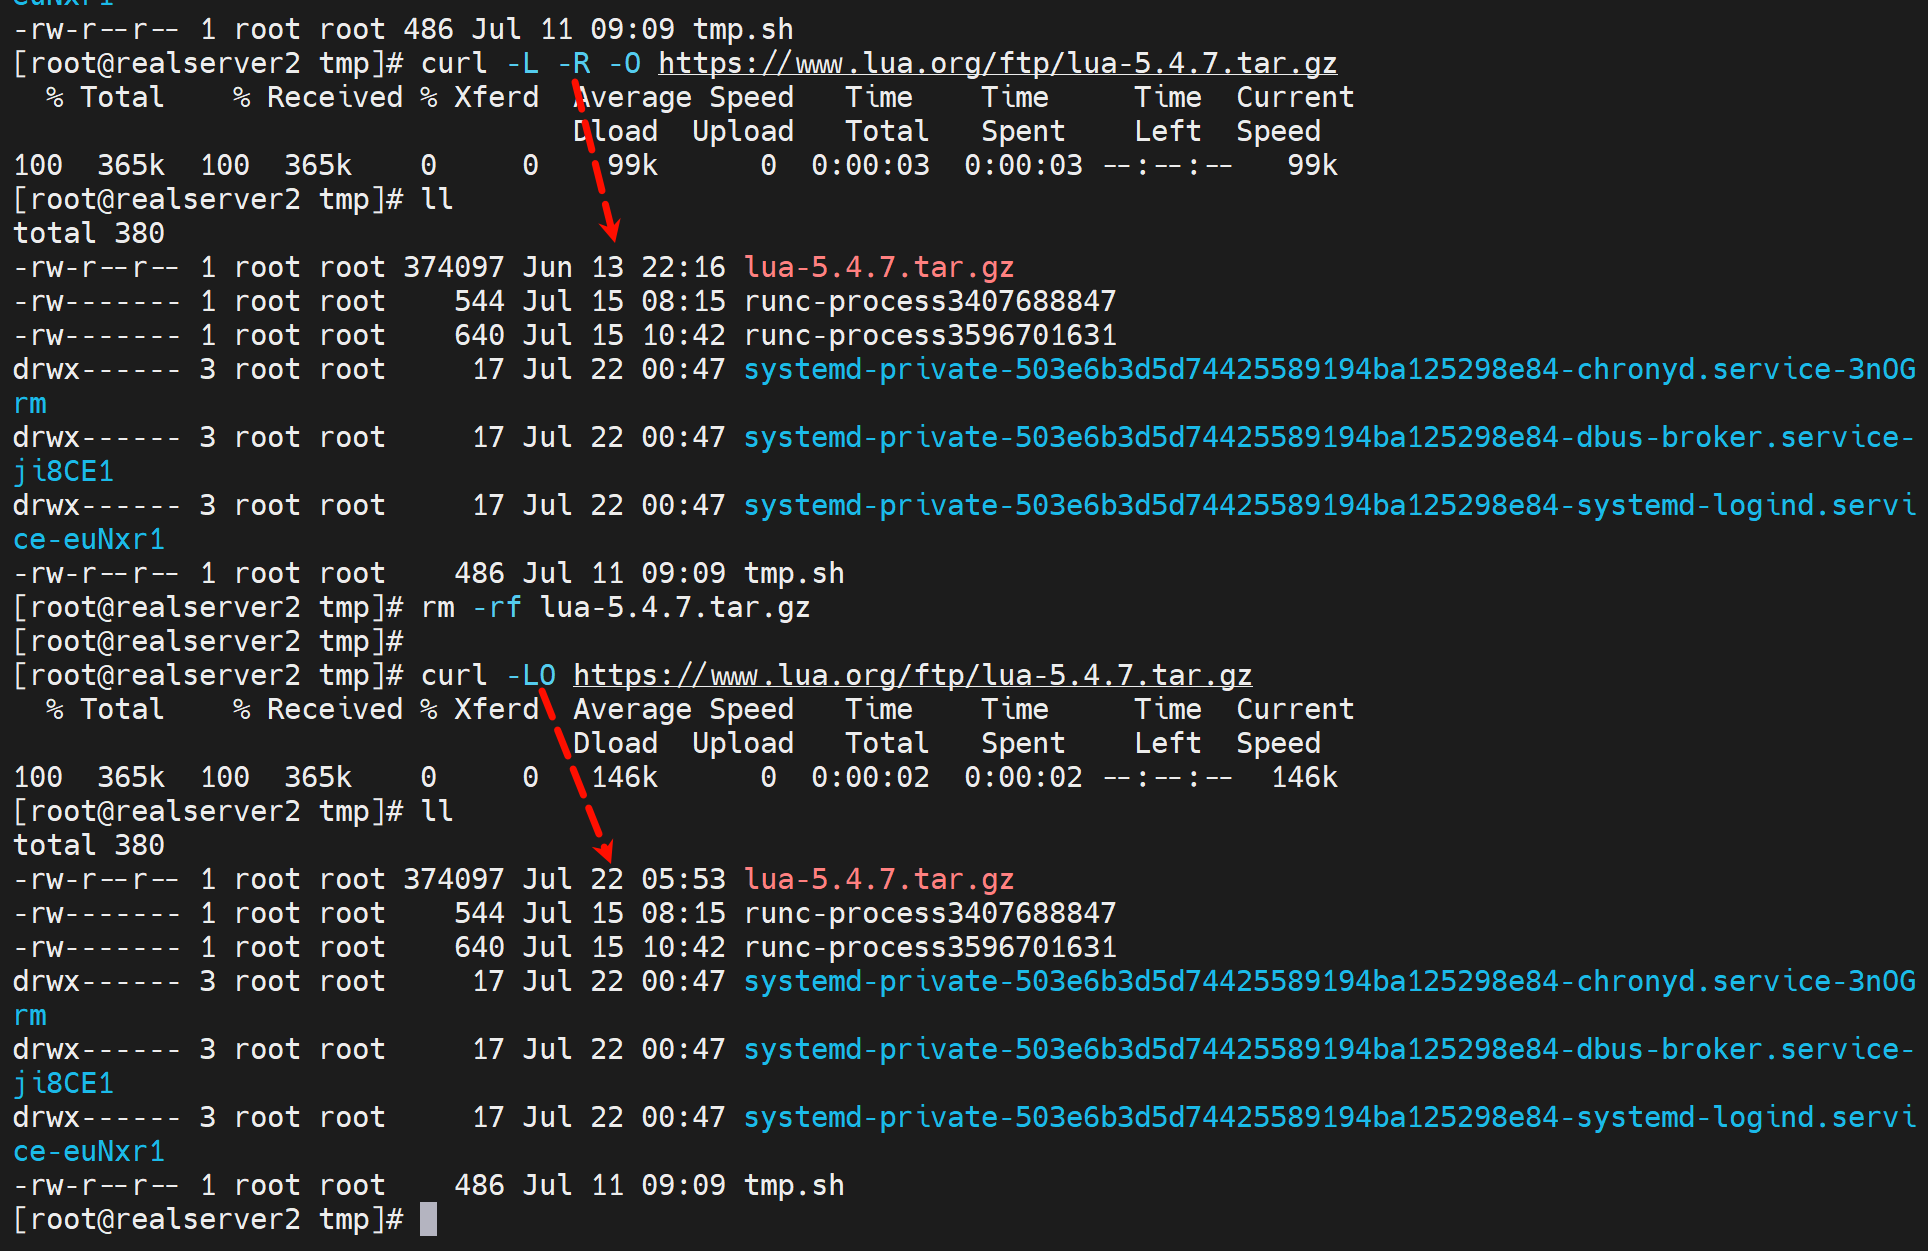 euNxr1
-rw-r--r-- 1 root root 486 Jul 11 09:09 tmp.sh
[root@realserver2 tmp]# curl -L -R -O https://www.lua.org/ftp/lua-5.4.7.tar.gz
  % Total    % Received % Xferd  Average Speed   Time    Time     Time  Current
                                 Dload  Upload   Total   Spent    Left  Speed
100  365k  100  365k    0     0    99k      0  0:00:03  0:00:03 --:--:--   99k
[root@realserver2 tmp]# ll
total 380
-rw-r--r-- 1 root root 374097 Jun 13 22:16 lua-5.4.7.tar.gz
-rw------- 1 root root    544 Jul 15 08:15 runc-process3407688847
-rw------- 1 root root    640 Jul 15 10:42 runc-process3596701631
drwx------ 3 root root     17 Jul 22 00:47 systemd-private-503e6b3d5d74425589194ba125298e84-chronyd.service-3nOG
rm
drwx------ 3 root root     17 Jul 22 00:47 systemd-private-503e6b3d5d74425589194ba125298e84-dbus-broker.service-
ji8CE1
drwx------ 3 root root     17 Jul 22 00:47 systemd-private-503e6b3d5d74425589194ba125298e84-systemd-logind.servi
ce-euNxr1
-rw-r--r-- 1 root root    486 Jul 11 09:09 tmp.sh
[root@realserver2 tmp]# rm -rf lua-5.4.7.tar.gz
[root@realserver2 tmp]#
[root@realserver2 tmp]# curl -LO https://www.lua.org/ftp/lua-5.4.7.tar.gz
  % Total    % Received % Xferd  Average Speed   Time    Time     Time  Current
                                 Dload  Upload   Total   Spent    Left  Speed
100  365k  100  365k    0     0   146k      0  0:00:02  0:00:02 --:--:--  146k
[root@realserver2 tmp]# ll
total 380
-rw-r--r-- 1 root root 374097 Jul 22 05:53 lua-5.4.7.tar.gz
-rw------- 1 root root    544 Jul 15 08:15 runc-process3407688847
-rw------- 1 root root    640 Jul 15 10:42 runc-process3596701631
drwx------ 3 root root     17 Jul 22 00:47 systemd-private-503e6b3d5d74425589194ba125298e84-chronyd.service-3nOG
rm
drwx------ 3 root root     17 Jul 22 00:47 systemd-private-503e6b3d5d74425589194ba125298e84-dbus-broker.service-
ji8CE1
drwx------ 3 root root     17 Jul 22 00:47 systemd-private-503e6b3d5d74425589194ba125298e84-systemd-logind.servi
ce-euNxr1
-rw-r--r-- 1 root root    486 Jul 11 09:09 tmp.sh
[root@realserver2 tmp]#